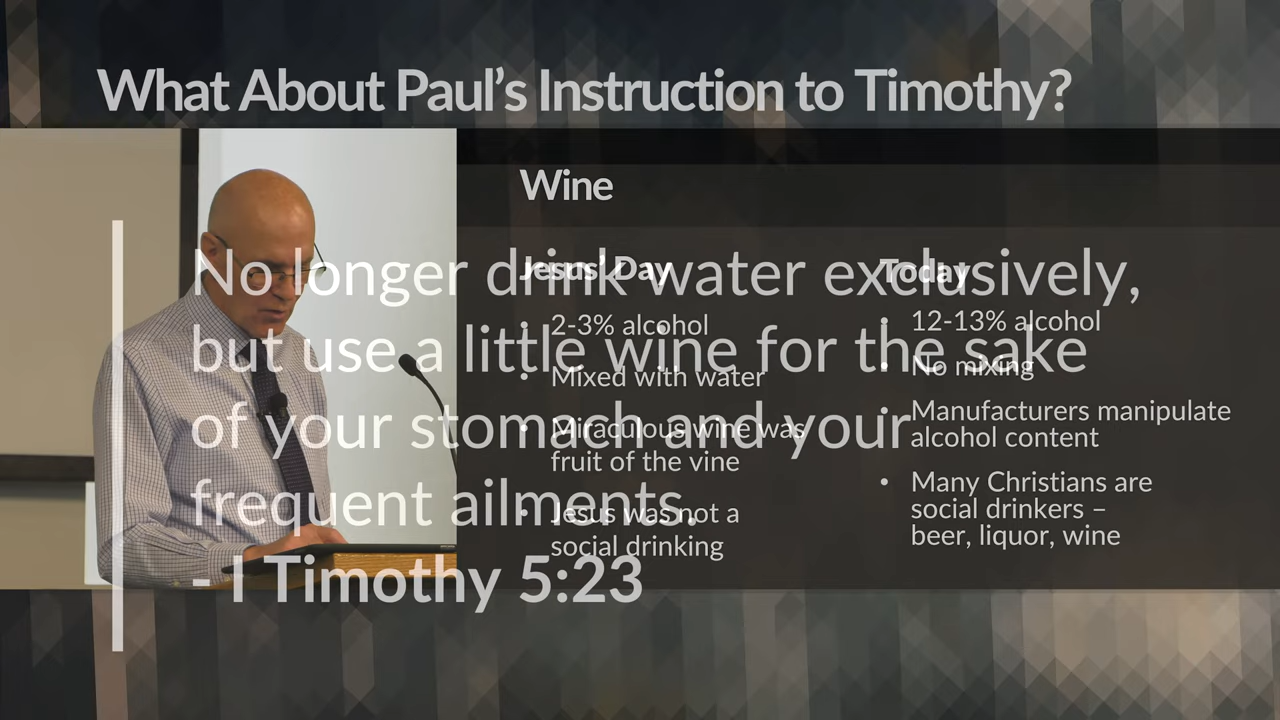 What About Paul's Instruction to Timothy?
Wine
No longer drink water exclusively,
but use a little wine for the sake
of your stomach and your
frequent ailments.
- I Timothy 5:23
Jesus' Day
• 2-3% alcohol
• Mixed with water
• Miraculous wine was
fruit of the vine
• Jesus was not a
social drinking
Today
• 12-13% alcohol
• No mixing
• Manufacturers manipulate
alcohol content
• Many Christians are
social drinkers –
beer, liquor, wine